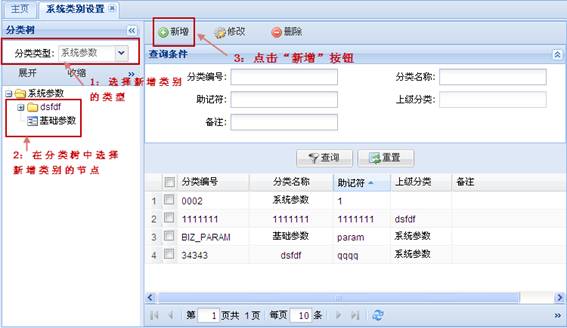 主页 系统类别设置
分类树
分类类型: 系统参数
展开 收缩
1：选择新增类别
的类型
系统参数
dsfdf
基础参数
2：在分类树中选择
新增类别的节点
新增 修改 删除
3：点击“新增”按钮
查询条件
分类编号: 分类名称:
助记符: 上级分类:
备注:
查询 重置
分类编号 分类名称 助记符 上级分类 备注
1 0002 系统参数 1
2 1111111 1111111 1111111 dsfdf
3 BIZ_PARAM 基础参数 param 系统参数
4 34343 dsfdf qqqq 系统参数
第 1 页共 1 页 每页 10 条